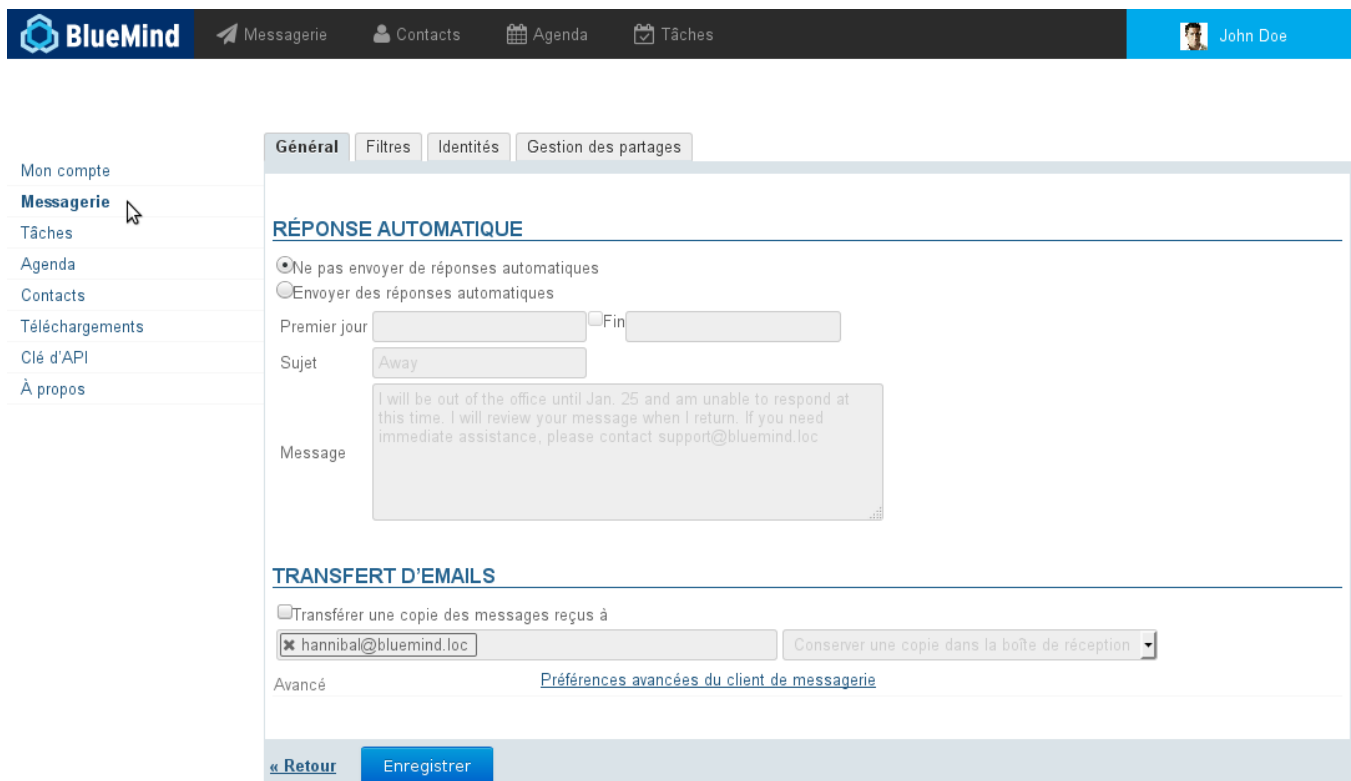 BlueMind Messagerie Contacts Agenda Tâches John Doe
Général Filtres Identités Gestion des partages
Mon compte
Messagerie
Tâches
Agenda
Contacts
Téléchargements
Clé d'API
À propos
RÉPONSE AUTOMATIQUE
Ne pas envoyer de réponses automatiques
Envoyer des réponses automatiques
Premier jour Fin
Sujet Away
Message
I will be out of the office until Jan. 25 and am unable to respond at
this time. I will review your message when I return. If you need
immediate assistance, please contact support@bluemind.loc
TRANSFERT D'EMAILS
Transférer une copie des messages reçus à
hannibal@bluemind.loc Conserver une copie dans la boîte de réception
Avancé Préférences avancées du client de messagerie
« Retour Enregistrer